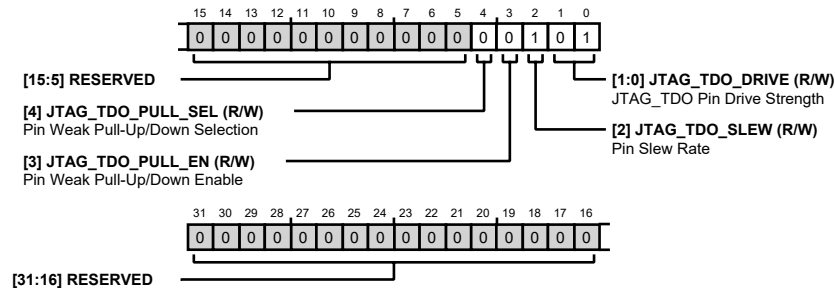 15 14 13 12 11 10 9 8 7 6 5 4 3 2 1 0
0 0 0 0 0 0 0 0 0 0 0 0 0 1 0 1
[15:5] RESERVED
[1:0] JTAG_TDO_DRIVE (R/W)
JTAG_TDO Pin Drive Strength
[4] JTAG_TDO_PULL_SEL (R/W)
Pin Weak Pull-Up/Down Selection
[2] JTAG_TDO_SLEW (R/W)
Pin Slew Rate
[3] JTAG_TDO_PULL_EN (R/W)
Pin Weak Pull-Up/Down Enable
31 30 29 28 27 26 25 24 23 22 21 20 19 18 17 16
0 0 0 0 0 0 0 0 0 0 0 0 0 0 0 0
[31:16] RESERVED